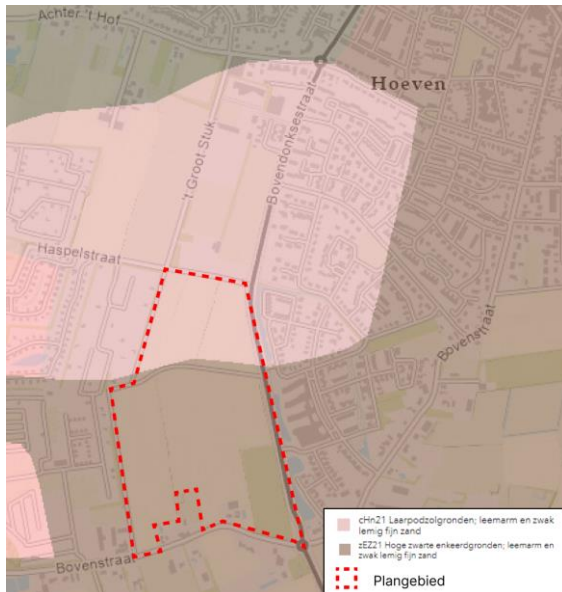 Achter 't Hof
Hoeven
Bovendonksestraat
't Groot Stuk
Haspelstraat
Bovenstraat
Bovenstraat
cHn21 Laarpodzolgronden; leemarm en zwak
lemig fijn zand
zEZ21 Hoge zwarte enkeerdgronden; leemarm en
zwak lemig fijn zand
Plangebied